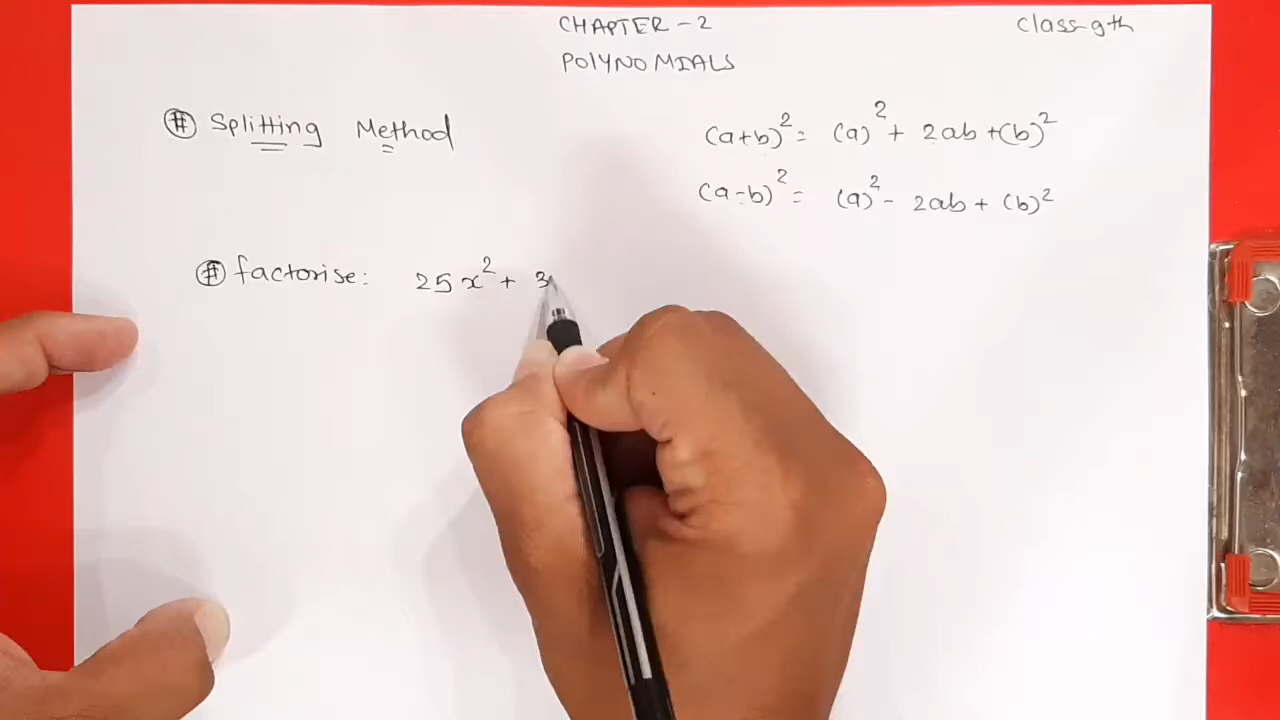 CHAPTER - 2
Class-9th
POLYNOMIALS
# Splitting Method
(a+b)² = (a)² + 2ab + (b)²
(a-b)² = (a)² - 2ab + (b)²
# factorise: 25x² + 3